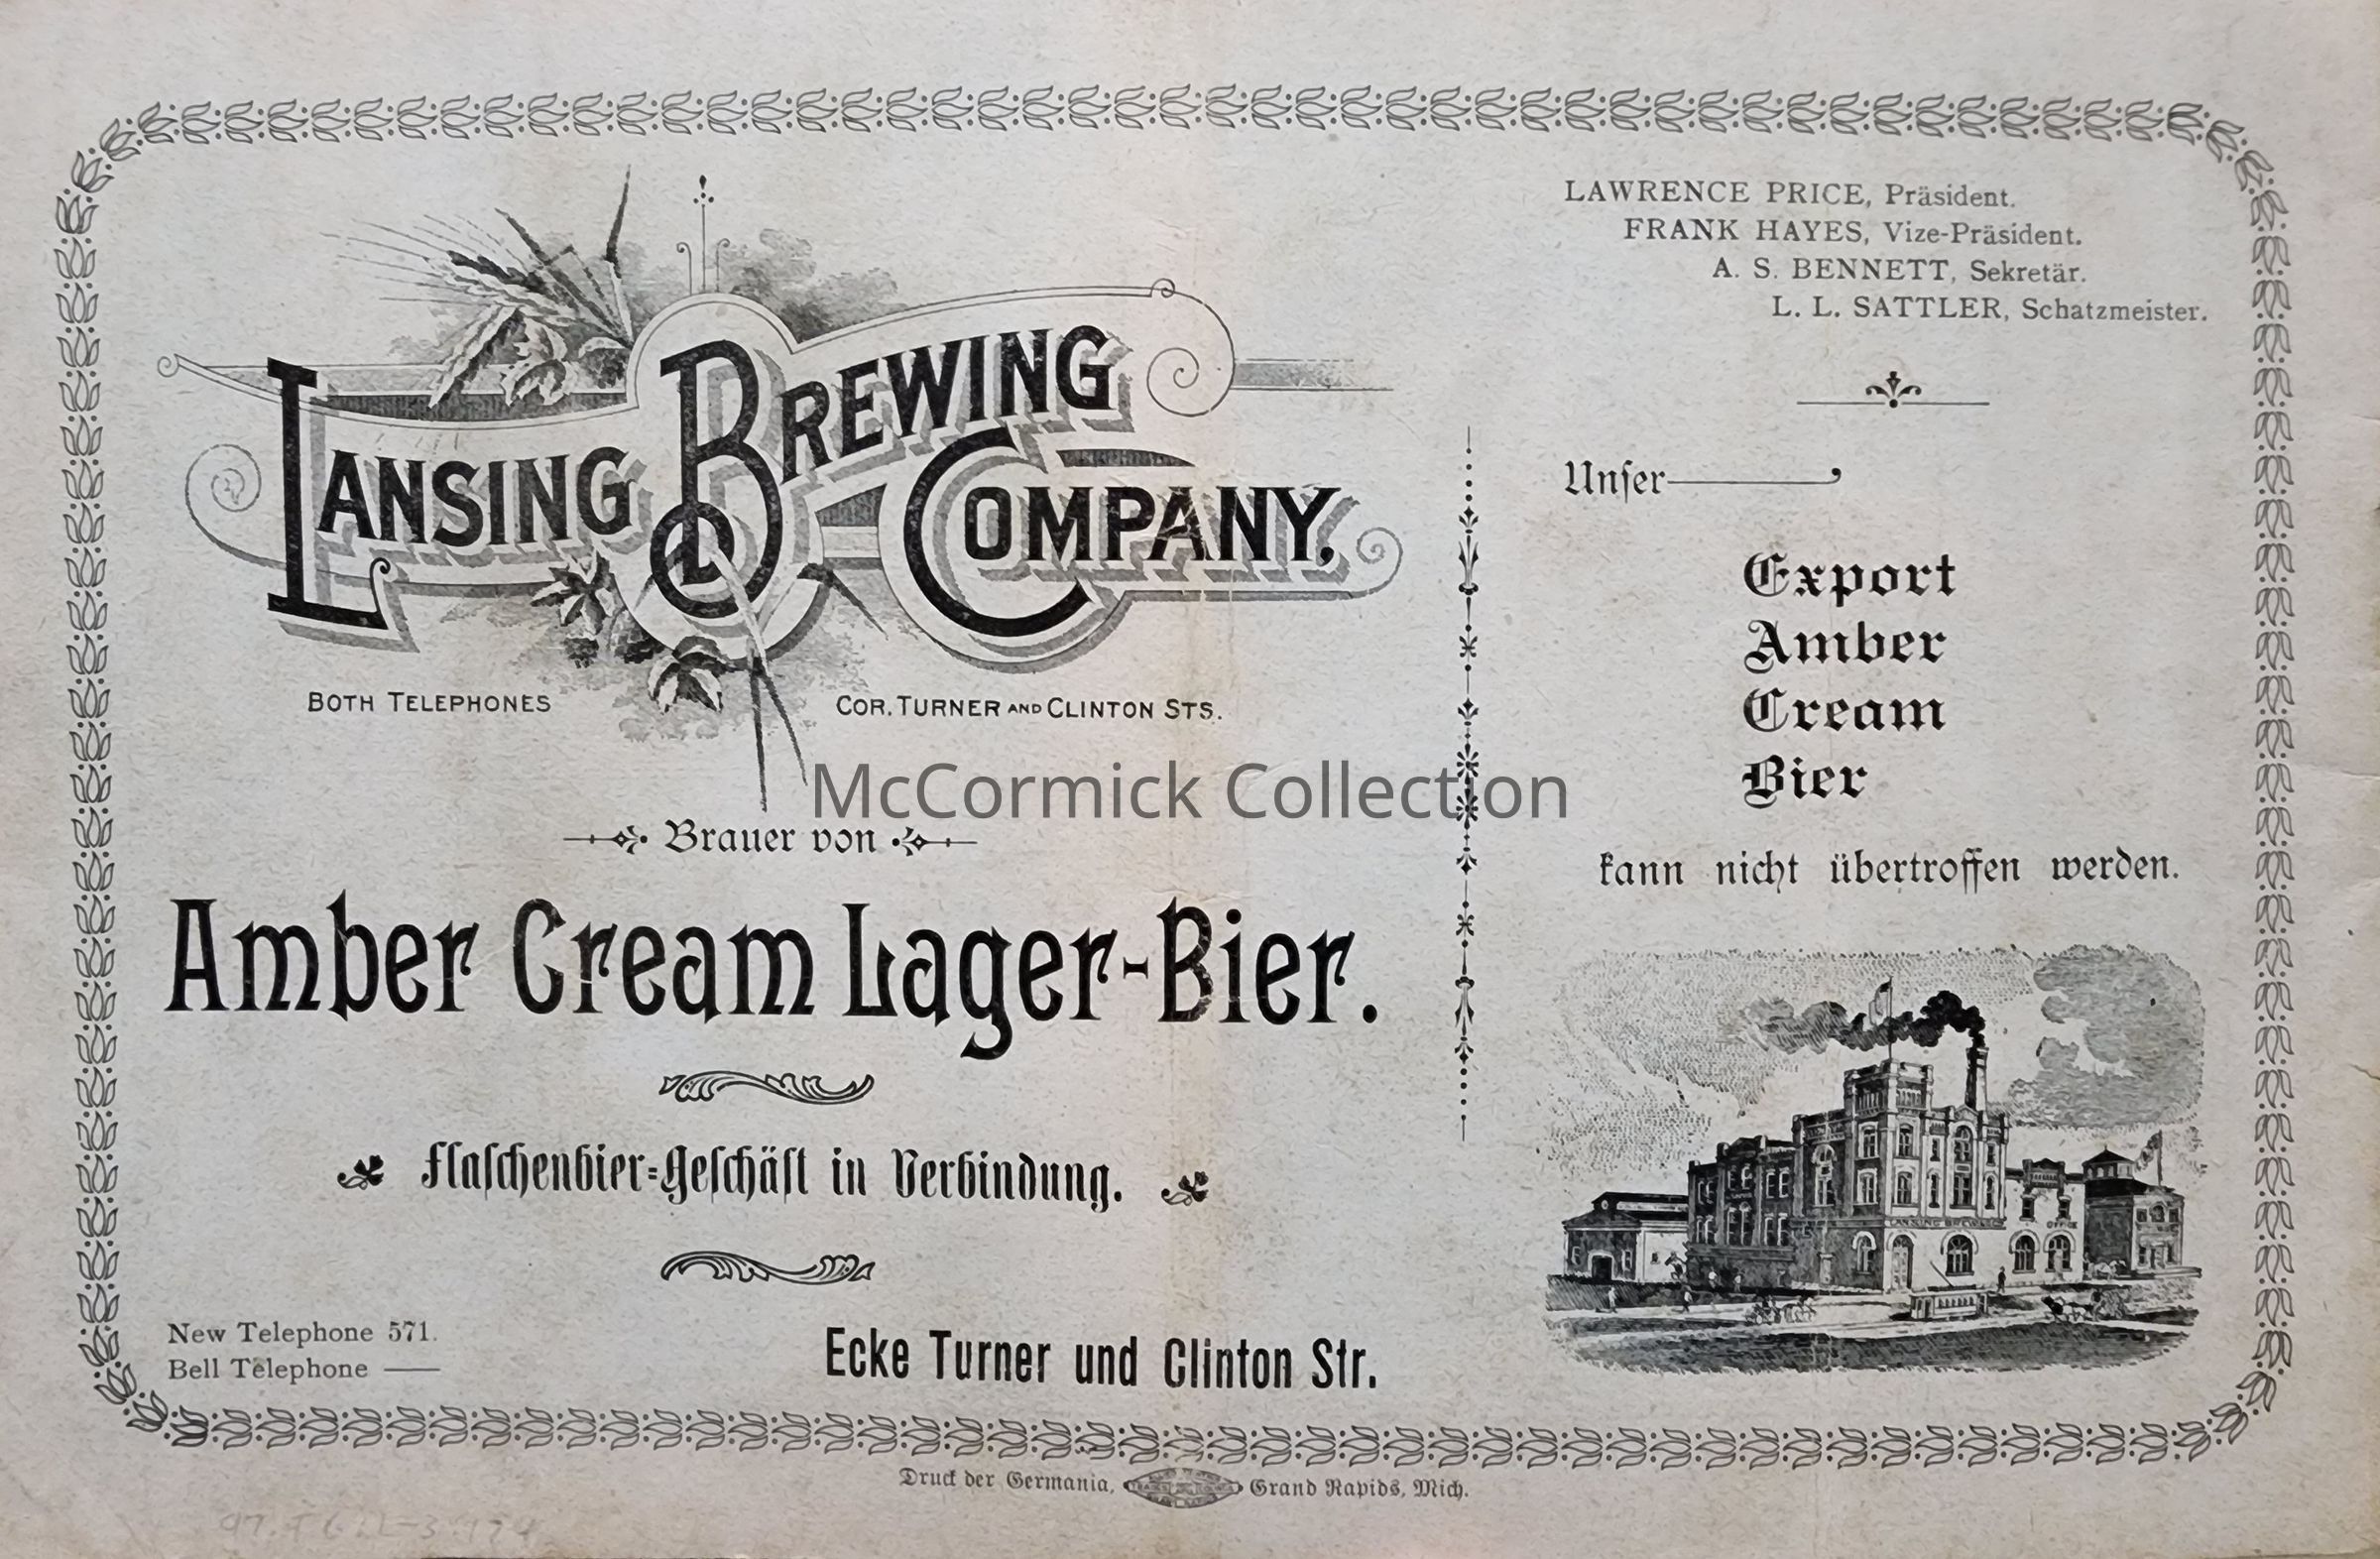 LANSING BREWING COMPANY.
BOTH TELEPHONES
COR. TURNER AND CLINTON STS.
Brauer von
Amber Cream Lager-Bier.
Flaschenbier=Geschäft in Verbindung.
New Telephone 571.
Bell Telephone ——
Ecke Turner und Clinton Str.
LAWRENCE PRICE, Präsident.
FRANK HAYES, Vize-Präsident.
A. S. BENNETT, Sekretär.
L. L. SATTLER, Schatzmeister.
Unser
Export
Amber
Cream
Bier
kann nicht übertroffen werden.
LANSING BREWING
OFFICE
McCormick Collection
Druck der Germania, Grand Rapids, Mich.